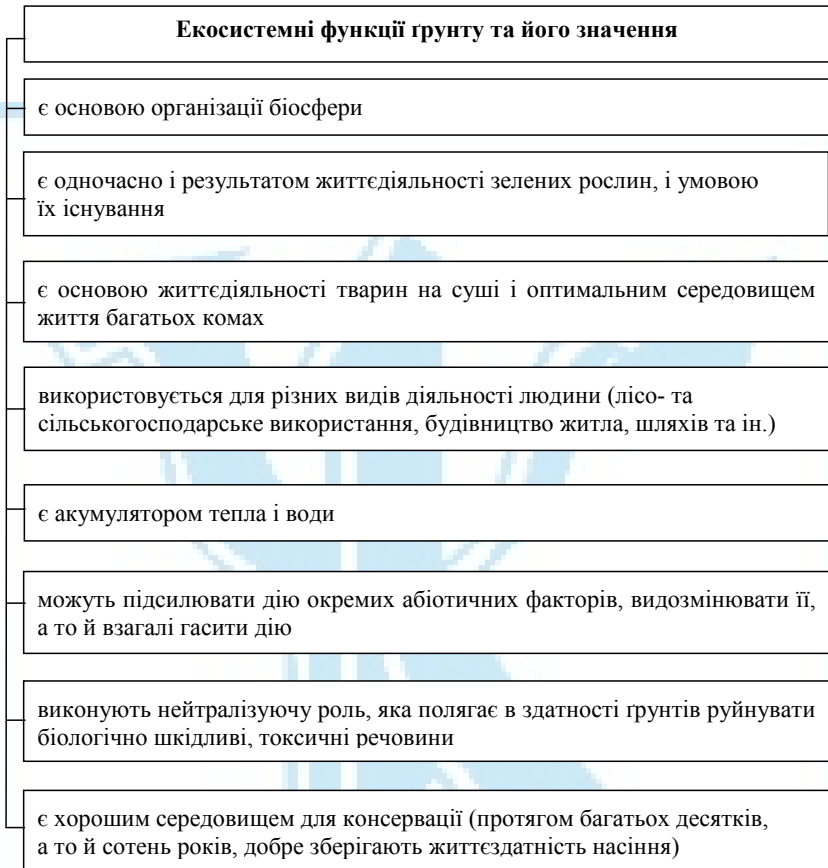 Екосистемні функції ґрунту та його значення
є основою організації біосфери
є одночасно і результатом життєдіяльності зелених рослин, і умовою
їх існування
є основою життєдіяльності тварин на суші і оптимальним середовищем
життя багатьох комах
використовується для різних видів діяльності людини (лісо- та
сільськогосподарське використання, будівництво житла, шляхів та ін.)
є акумулятором тепла і води
можуть підсилювати дію окремих абіотичних факторів, видозмінювати її,
а то й взагалі гасити дію
виконують нейтралізуючу роль, яка полягає в здатності ґрунтів руйнувати
біологічно шкідливі, токсичні речовини
є хорошим середовищем для консервації (протягом багатьох десятків,
а то й сотень років, добре зберігають життєздатність насіння)